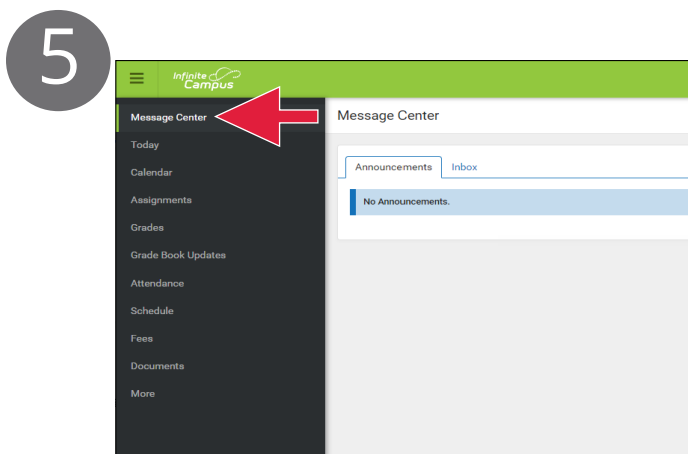 5
Infinite
Campus
Message Center
Today
Calendar
Assignments
Grades
Grade Book Updates
Attendance
Schedule
Fees
Documents
More
Message Center
Announcements Inbox
No Announcements.